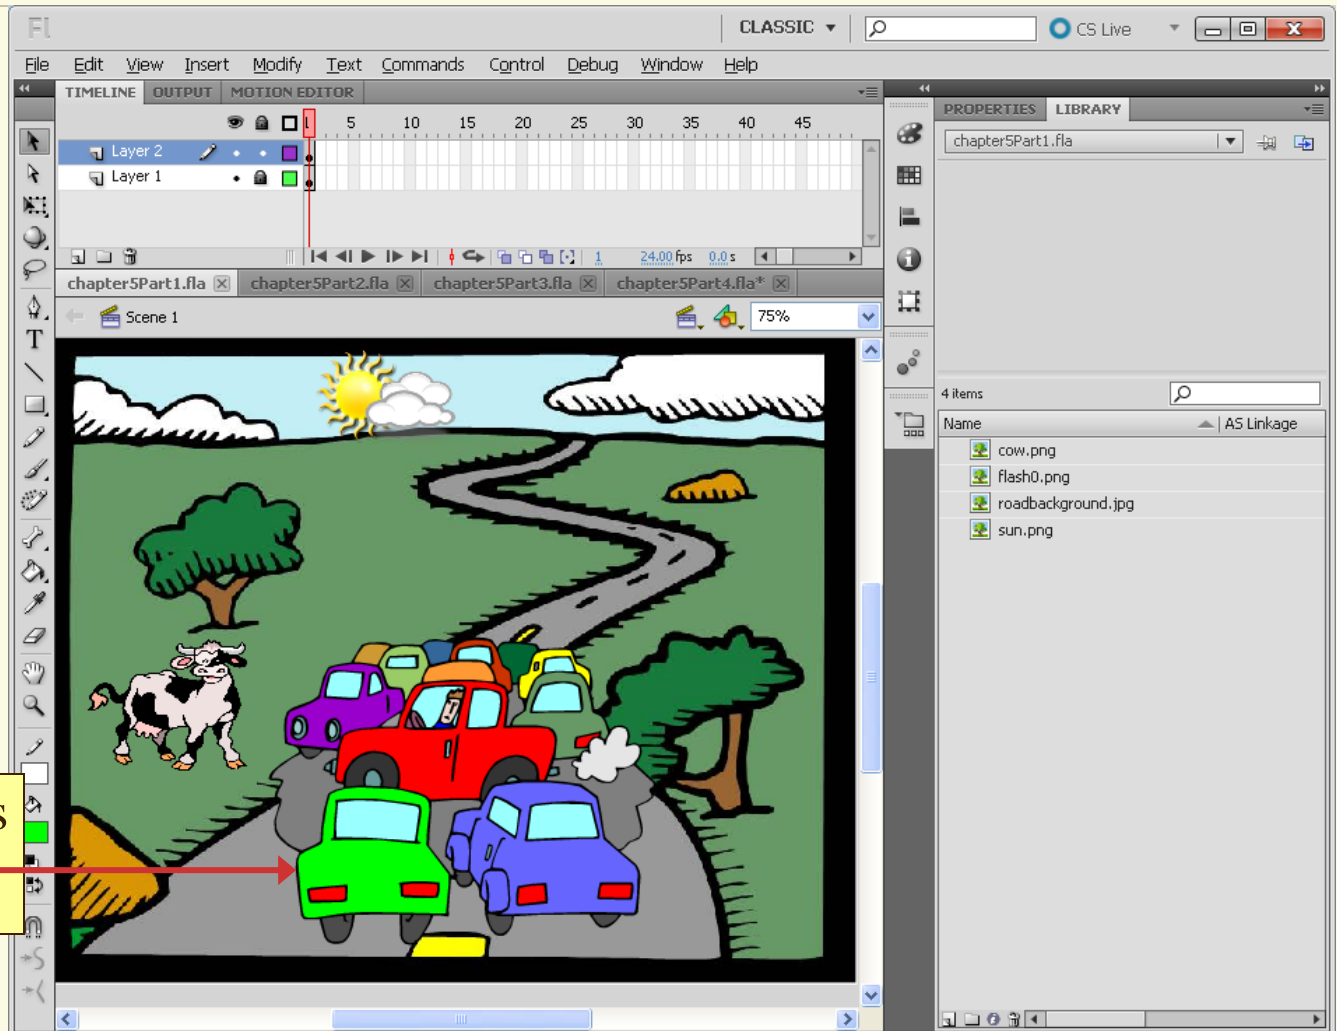 Fl CLASSIC CS Live
File Edit View Insert Modify Text Commands Control Debug Window Help
TIMELINE OUTPUT MOTION EDITOR
5 10 15 20 25 30 35 40 45
Layer 2
Layer 1
1 24.00 fps 0.0 s
chapter5Part1.fla chapter5Part2.fla chapter5Part3.fla chapter5Part4.fla*
Scene 1 75%
T
S
PROPERTIES LIBRARY
chapter5Part1.fla
4 items
Name AS Linkage
cow.png
flash0.png
roadbackground.jpg
sun.png